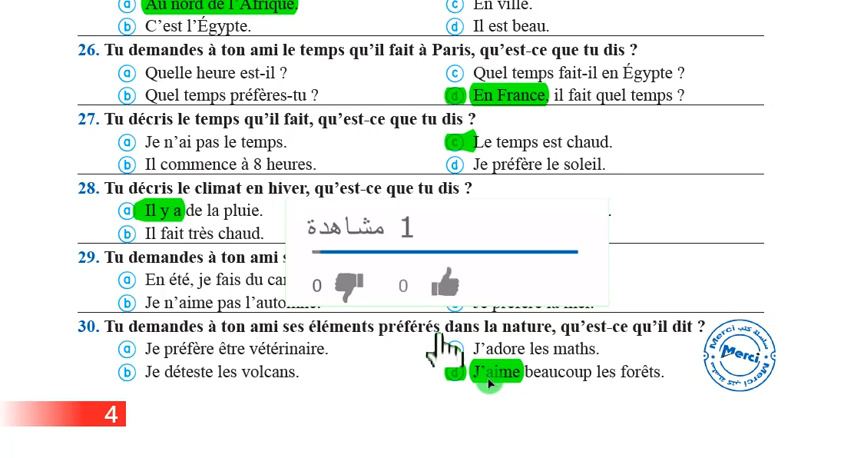 a Au nord de l'Afrique. c En ville.
b C'est l'Égypte. d Il est beau.
26. Tu demandes à ton ami le temps qu'il fait à Paris, qu'est-ce que tu dis ?
a Quelle heure est-il ? c Quel temps fait-il en Égypte ?
b Quel temps préfères-tu ? d En France, il fait quel temps ?
27. Tu décris le temps qu'il fait, qu'est-ce que tu dis ?
a Je n'ai pas le temps. c Le temps est chaud.
b Il commence à 8 heures. d Je préfère le soleil.
28. Tu décris le climat en hiver, qu'est-ce que tu dis ?
a Il y a de la pluie.
b Il fait très chaud.
1 مشاهدة
0 0
29. Tu demandes à ton ami
a En été, je fais du
b Je n'aime pas
30. Tu demandes à ton ami ses éléments préférés dans la nature, qu'est-ce qu'il dit ?
a Je préfère être vétérinaire. J'adore les maths.
b Je déteste les volcans. d J'aime beaucoup les forêts.
Merci
4